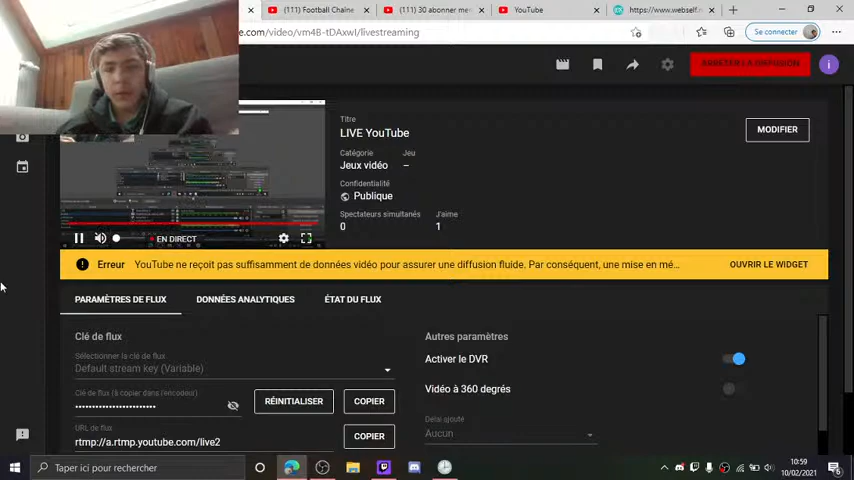 (111) Football Chaine
(111) 30 abonner me
YouTube
https://www.webself.n
e.com/video/vm4B-tDAxwI/livestreaming
Se connecter
ARRÊTER LA DIFFUSION
i
Titre
LIVE YouTube
MODIFIER
Catégorie
Jeu
Jeux vidéo
–
Confidentialité
Publique
Spectateurs simultanés
J'aime
0
1
EN DIRECT
Erreur
YouTube ne reçoit pas suffisamment de données vidéo pour assurer une diffusion fluide. Par conséquent, une mise en mé...
OUVRIR LE WIDGET
PARAMÈTRES DE FLUX
DONNÉES ANALYTIQUES
ÉTAT DU FLUX
Clé de flux
Autres paramètres
Sélectionner la clé de flux
Default stream key (Variable)
Activer le DVR
Vidéo à 360 degrés
Clé de flux (à copier dans l'encodeur)
RÉINITIALISER
COPIER
Délai ajouté
Aucun
URL de flux
rtmp://a.rtmp.youtube.com/live2
COPIER
Taper ici pour rechercher
10:59
10/02/2021